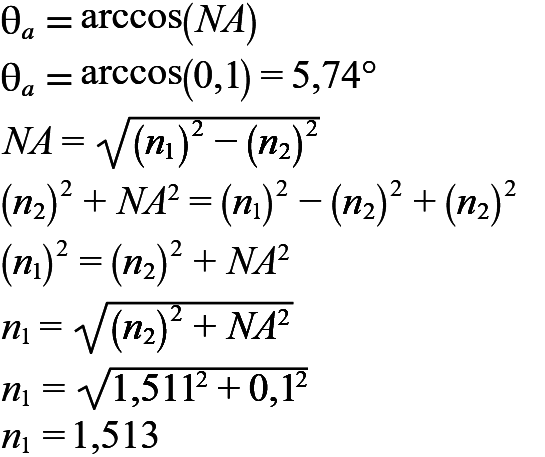 θₐ = arccos(NA)
θₐ = arccos(0,1) = 5,74°
NA = √((n₁)² − (n₂)²)
(n₂)² + NA² = (n₁)² − (n₂)² + (n₂)²
(n₁)² = (n₂)² + NA²
n₁ = √((n₂)² + NA²)
n₁ = √(1,511² + 0,1²)
n₁ = 1,513